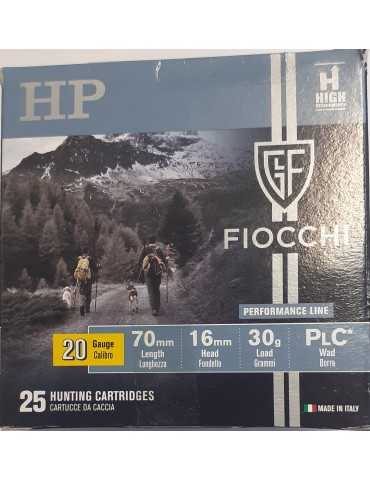 HP
H
HIGH
GF
FIOCCHI
PERFORMANCE LINE
20 Gauge Calibro
70mm Length Lunghezza
16mm Head Fondello
30g Load Grammi
PLC* Wad Borra
25 HUNTING CARTRIDGES
CARTUCCE DA CACCIA
MADE IN ITALY